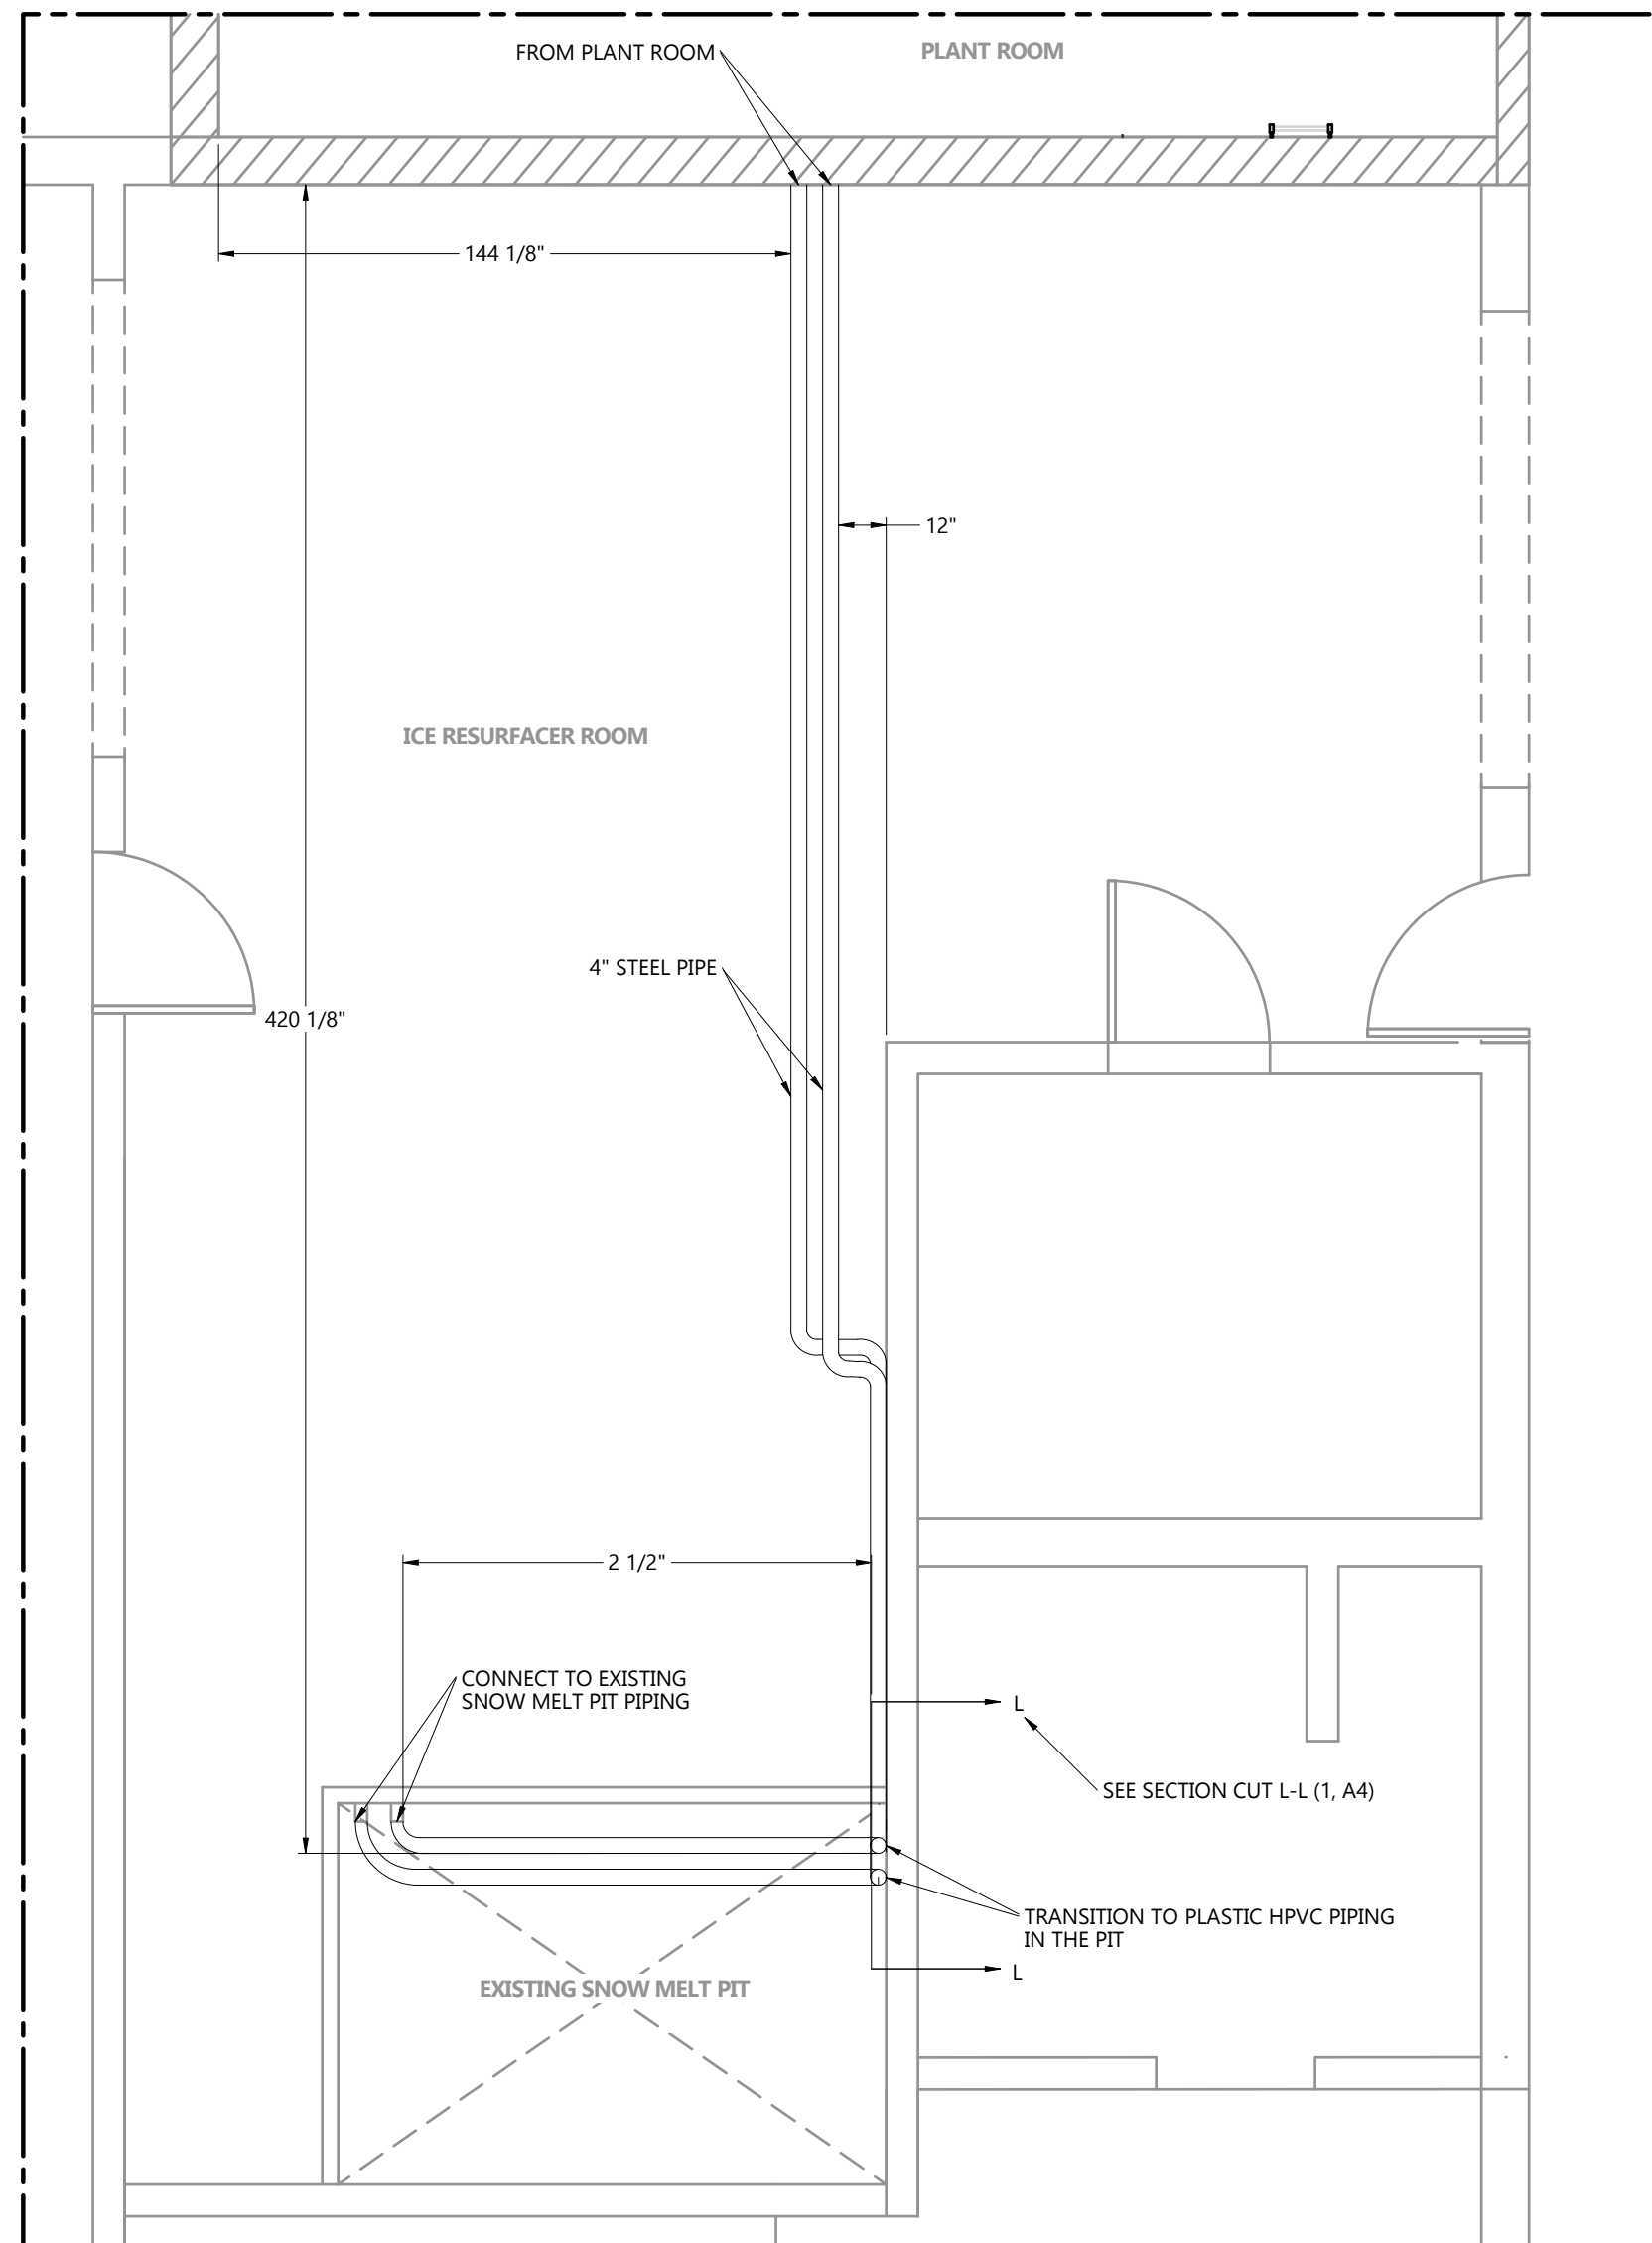 FROM PLANT ROOM
PLANT ROOM
144 1/8"
12"
ICE RESURFACER ROOM
4" STEEL PIPE
420 1/8"
2 1/2"
CONNECT TO EXISTING
SNOW MELT PIT PIPING
L
SEE SECTION CUT L-L (1, A4)
TRANSITION TO PLASTIC HPVC PIPING
IN THE PIT
L
EXISTING SNOW MELT PIT